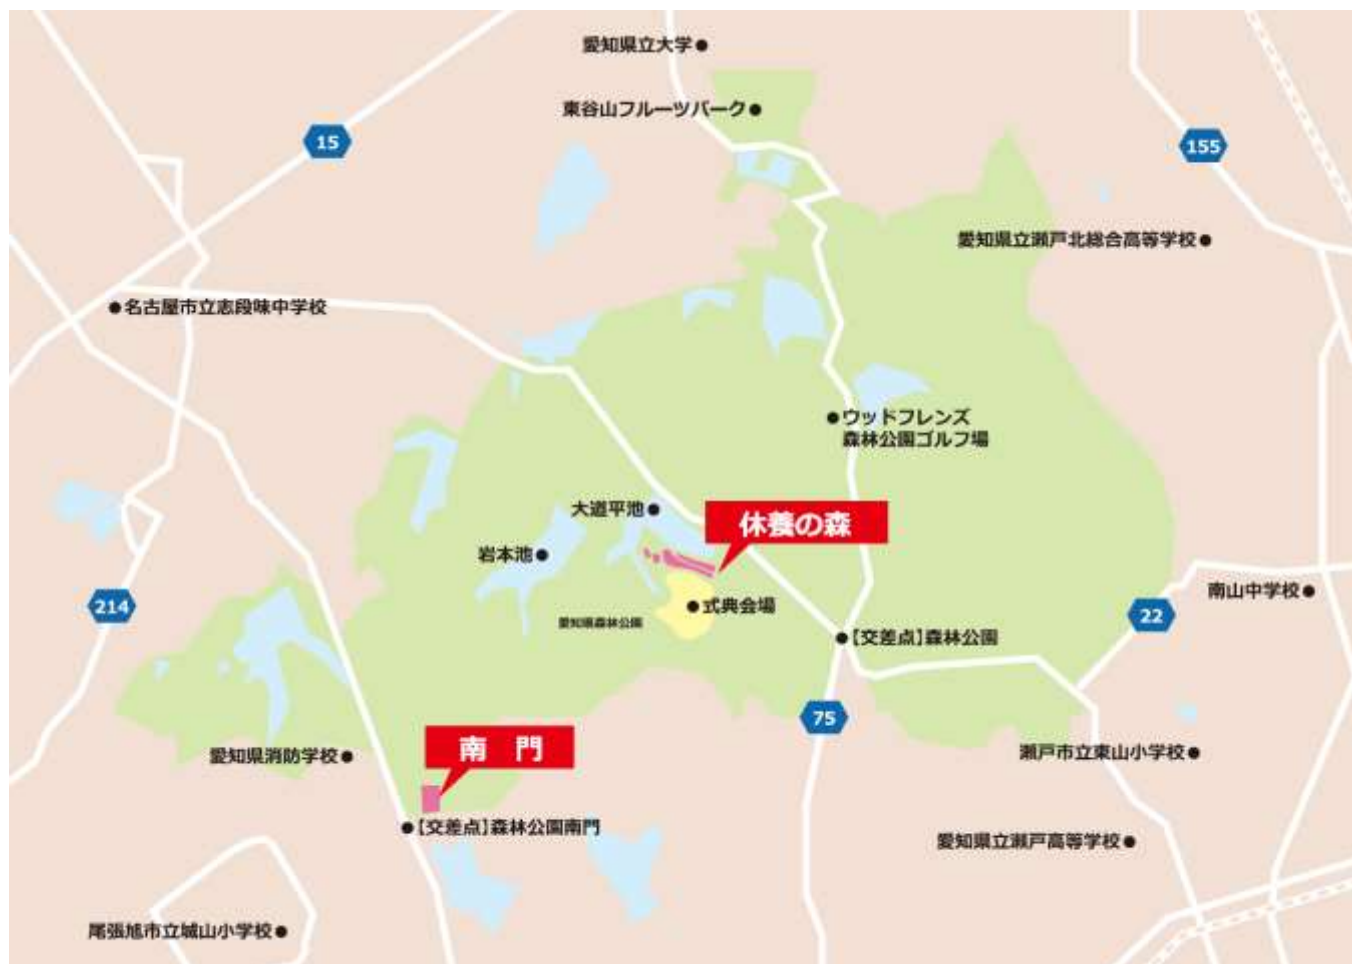 愛知県立大学
東谷山フルーツパーク
15
155
愛知県立瀬戸北総合高等学校
名古屋市立志段味中学校
ウッドフレンズ
森林公園ゴルフ場
大道平池
休養の森
岩本池
南山中学校
214
式典会場
22
愛知県森林公園
【交差点】森林公園
75
南 門
愛知県消防学校
瀬戸市立東山小学校
【交差点】森林公園南門
愛知県立瀬戸高等学校
尾張旭市立城山小学校